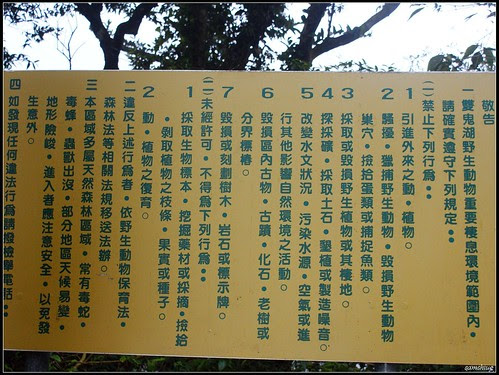 敬告
一 雙鬼湖野生動物重要棲息環境範圍內，
請確實遵守下列規定：
㈠禁止下列行為：
1 引進外來之動，植物。
2 騷擾，獵捕野生動物，毀損野生動物
巢穴，撿拾蛋類或捕捉魚類。
3 採取或毀損野生植物或其棲地。
4 探採礦，採取土石，墾植或製造噪音。
5 改變水文狀況，污染水源，空氣或進
行其他影響自然環境之活動。
6 毀損區內古物，古蹟，化石，老樹或
分界標樁。
7 毀損或刻劃樹木，岩石或標示牌。
㈡未經許可，不得為下列行為：
1 採取生物標本，挖掘藥材或採摘，撿拾
，剝取植物之枝條，果實或種子。
2 動，植物之復育。
二 違反上述行為者，依野生動物保育法，
森林法等相關法規移送法辦。
三 本區域多屬天然森林區域，常有毒蛇，
毒蜂，蟲獸出沒，部分地區天候易變，
地形險峻，進入者應注意安全，以免發
生意外。
四 如發現任何違法行為請撥檢舉電話：
samshiue